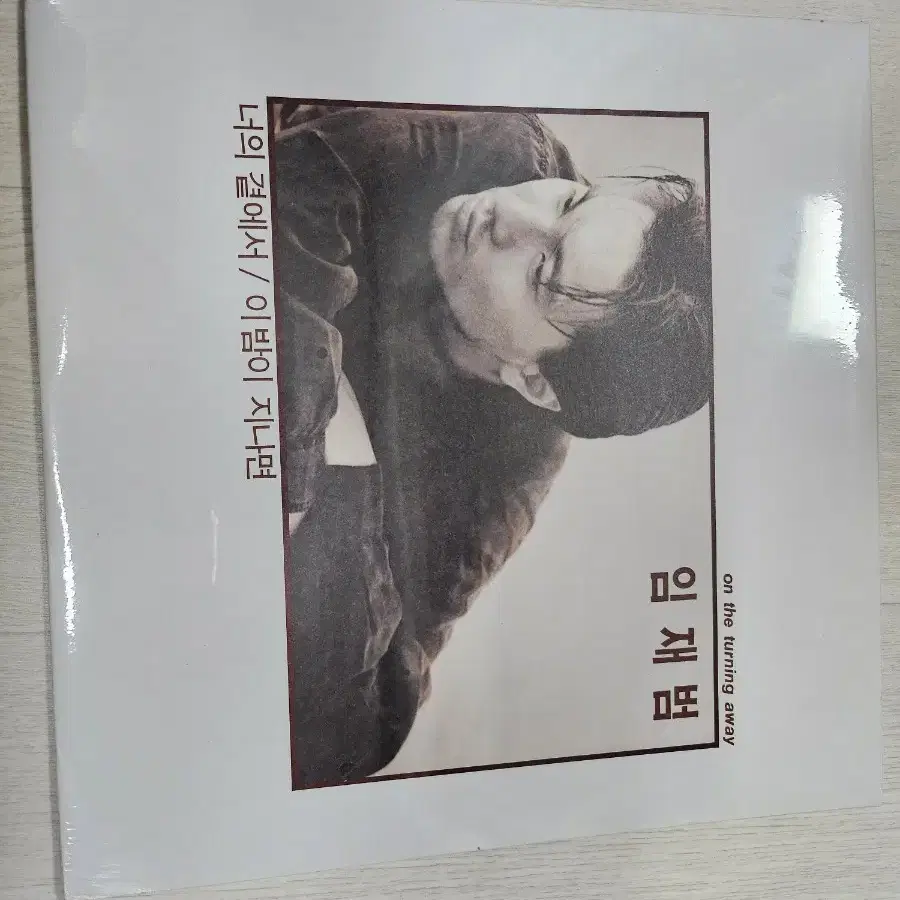 on the turning away
임재범
너의 곁에서 / 이 밤이 지나면